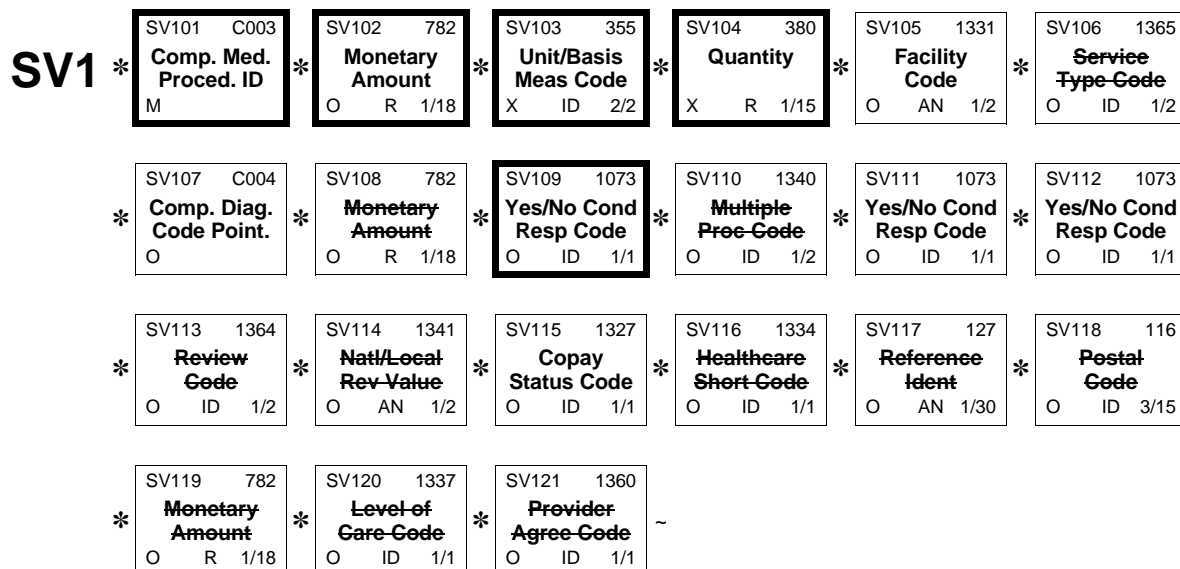 SV101 C003 SV102 782 SV103 355 SV104 380 SV105 1331 SV106 1365
SV1 * Comp. Med. * Monetary * Unit/Basis * Quantity * Facility * Service
Proced. ID Amount Meas Code Code Type Code
M O R 1/18 X ID 2/2 X R 1/15 O AN 1/2 O ID 1/2
SV107 C004 SV108 782 SV109 1073 SV110 1340 SV111 1073 SV112 1073
* Comp. Diag. * Monetary * Yes/No Cond * Multiple * Yes/No Cond * Yes/No Cond
Code Point. Amount Resp Code Proc Code Resp Code Resp Code
O O R 1/18 O ID 1/1 O ID 1/2 O ID 1/1 O ID 1/1
SV113 1364 SV114 1341 SV115 1327 SV116 1334 SV117 127 SV118 116
* Review * Natl/Local * Copay * Healthcare * Reference * Postal
Code Rev Value Status Code Short Code Ident Code
O ID 1/2 O AN 1/2 O ID 1/1 O ID 1/1 O AN 1/30 O ID 3/15
SV119 782 SV120 1337 SV121 1360
* Monetary * Level of * Provider ~
Amount Care Code Agree Code
O R 1/18 O ID 1/1 O ID 1/1